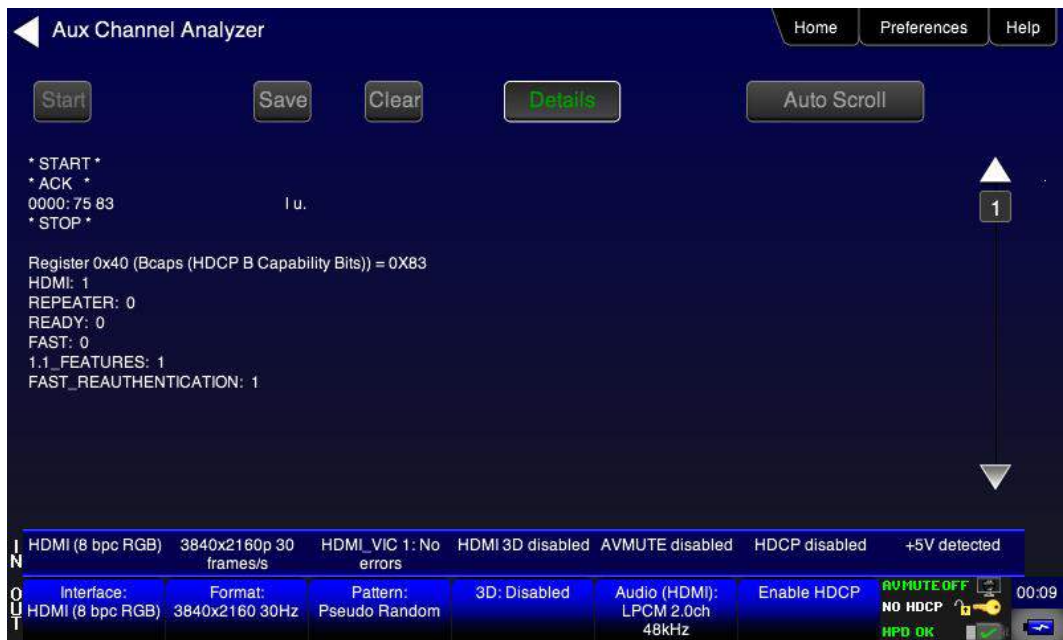 Aux Channel Analyzer
Home
Preferences
Help
Start
Save
Clear
Details
Auto Scroll
* START *
* ACK *
0000: 75 83 l u.
* STOP *
1
Register 0x40 (Bcaps (HDCP B Capability Bits)) = 0X83
HDMI: 1
REPEATER: 0
READY: 0
FAST: 0
1.1_FEATURES: 1
FAST_REAUTHENTICATION: 1
IN
HDMI (8 bpc RGB)
3840x2160p 30
frames/s
HDMI_VIC 1: No
errors
HDMI 3D disabled
AVMUTE disabled
HDCP disabled
+5V detected
OUT
Interface:
HDMI (8 bpc RGB)
Format:
3840x2160 30Hz
Pattern:
Pseudo Random
3D: Disabled
Audio (HDMI):
LPCM 2.0ch
48kHz
Enable HDCP
AVMUTE OFF
NO HDCP
HPD OK
00:09